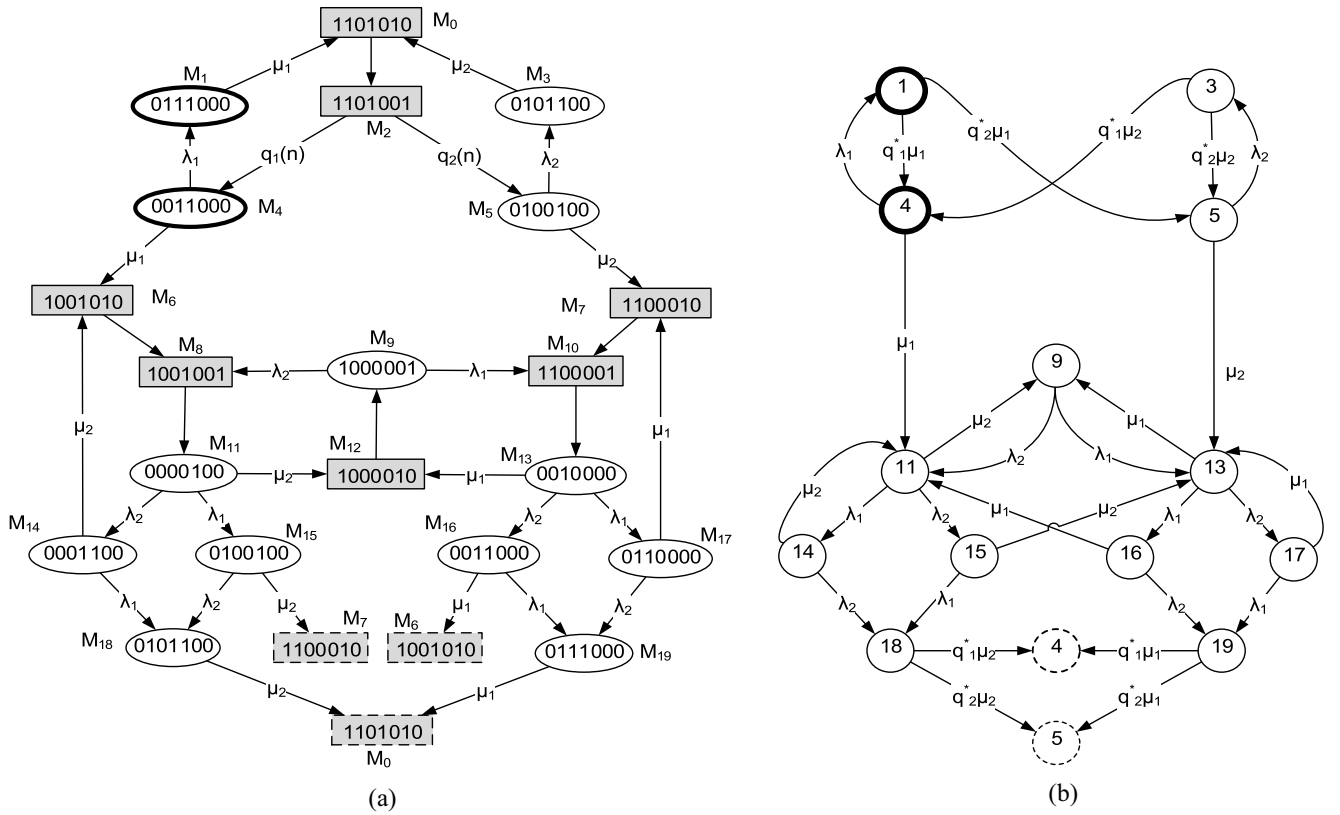 1101010 M0
M1
μ1
μ2
M3
0111000
1101001
0101100
M2
λ1
q1(n)
q2(n)
λ2
0011000 M4
M5 0100100
μ1
μ2
1001010 M6
M7 1100010
M8
M9
M10
1001001
λ2
1000001
λ1
1100001
μ2
μ1
M11
M12
M13
0000100
μ2
1000010
μ1
0010000
M14
λ2
λ1
M15
M16
λ2
λ1
M17
0001100
0100100
0011000
0110000
λ1
λ2
μ2
μ1
λ1
λ2
M18
0101100
M7
1100010
M6
1001010
0111000
M19
μ2
μ1
1101010
M0
(a)
1
3
λ1
q*1μ1
q*2μ1
q*1μ2
q*2μ2
λ2
4
5
μ1
μ2
9
μ2
λ2
λ1
μ1
11
13
μ2
λ1
λ2
μ1
μ2
λ1
λ2
μ1
14
15
16
17
λ2
λ1
λ2
λ1
18
q*1μ2
4
q*1μ1
19
q*2μ2
q*2μ1
5
(b)